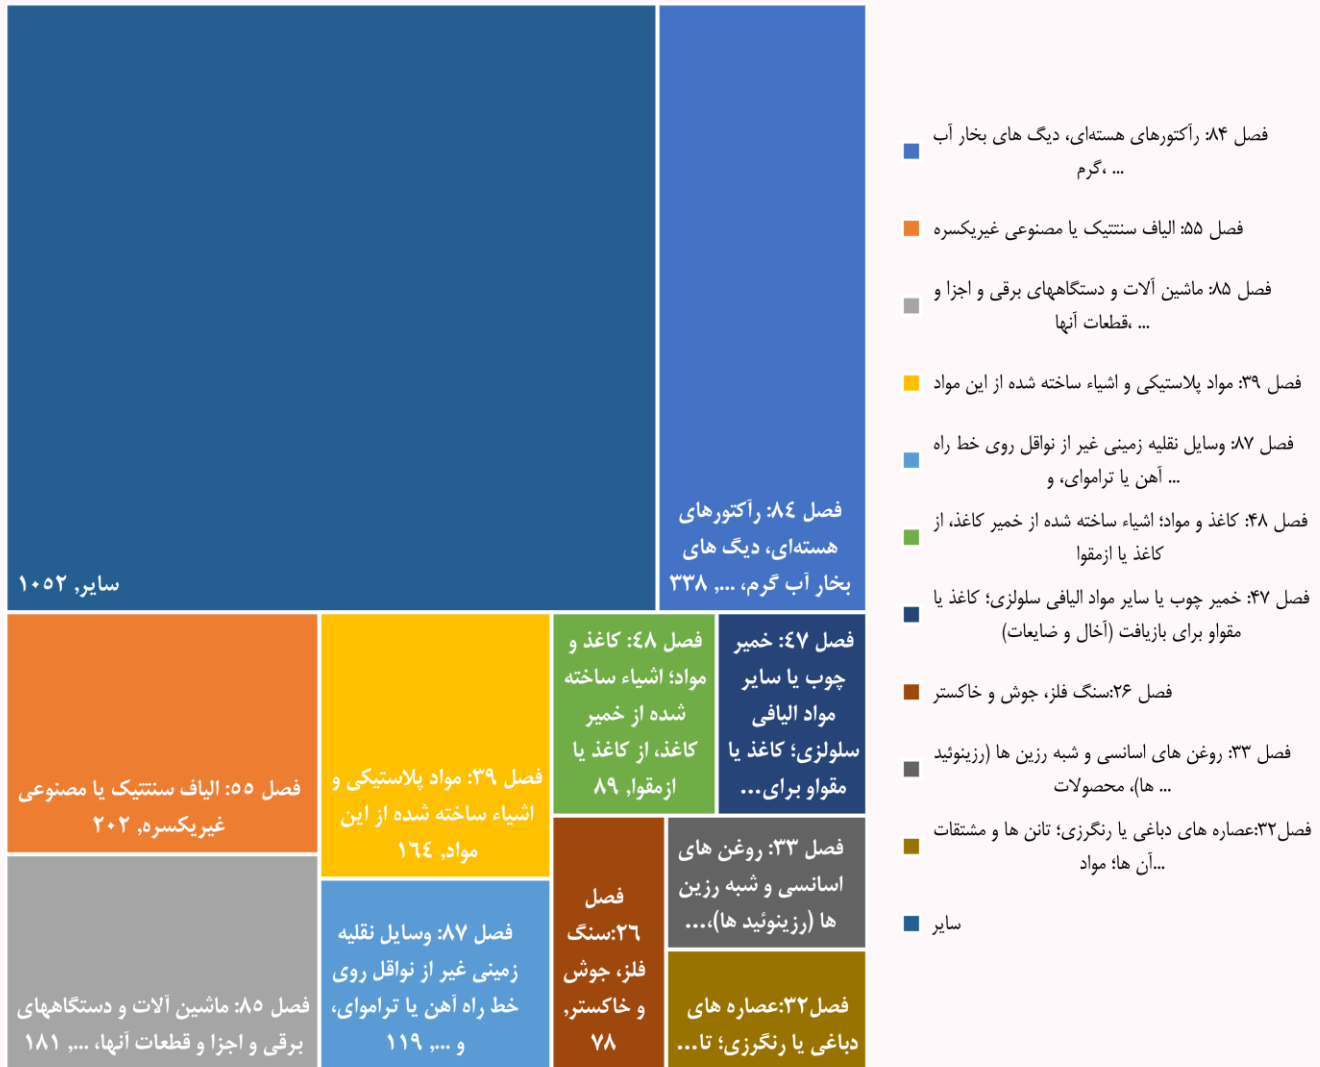 فصل ۸۴: رآکتورهای
هسته‌ای، دیگ های
بخار آب گرم، ..., ۳۳۸
سایر, ۱۰۵۲
فصل ۵۵: الیاف سنتتیک یا مصنوعی
غیریکسره, ۲۰۲
فصل ۳۹: مواد پلاستیکی و
اشیاء ساخته شده از این
مواد, ۱۶۴
فصل ۴۸: کاغذ و
مواد؛ اشیاء ساخته
شده از خمیر
کاغذ، از کاغذ یا
ازمقوا, ۸۹
فصل ۴۷: خمیر
چوب یا سایر
مواد الیافی
سلولزی؛ کاغذ یا
مقواو برای...
فصل ۸۵: ماشین آلات و دستگاههای
برقی و اجزا و قطعات آنها، ..., ۱۸۱
فصل ۸۷: وسایل نقلیه
زمینی غیر از نواقل روی
خط راه آهن یا تراموای،
و ..., ۱۱۹
فصل
۲۶:سنگ
فلز، جوش
و خاکستر,
۷۸
فصل ۳۳: روغن های
اسانسی و شبه رزین
ها (رزینوئید ها)،...
فصل۳۲:عصاره های
دباغی یا رنگرزی؛ تا...
فصل ۸۴: رآکتورهای هسته‌ای، دیگ های بخار آب
گرم، ...
فصل ۵۵: الیاف سنتتیک یا مصنوعی غیریکسره
فصل ۸۵: ماشین آلات و دستگاههای برقی و اجزا و
قطعات آنها، ...
فصل ۳۹: مواد پلاستیکی و اشیاء ساخته شده از این مواد
فصل ۸۷: وسایل نقلیه زمینی غیر از نواقل روی خط راه
آهن یا تراموای، و ...
فصل ۴۸: کاغذ و مواد؛ اشیاء ساخته شده از خمیر کاغذ، از
کاغذ یا ازمقوا
فصل ۴۷: خمیر چوب یا سایر مواد الیافی سلولزی؛ کاغذ یا
مقواو برای بازیافت (آخال و ضایعات)
فصل ۲۶:سنگ فلز، جوش و خاکستر
فصل ۳۳: روغن های اسانسی و شبه رزین ها (رزینوئید
ها)، محصولات ...
فصل۳۲:عصاره های دباغی یا رنگرزی؛ تانن ها و مشتقات
آن ها؛ مواد...
سایر